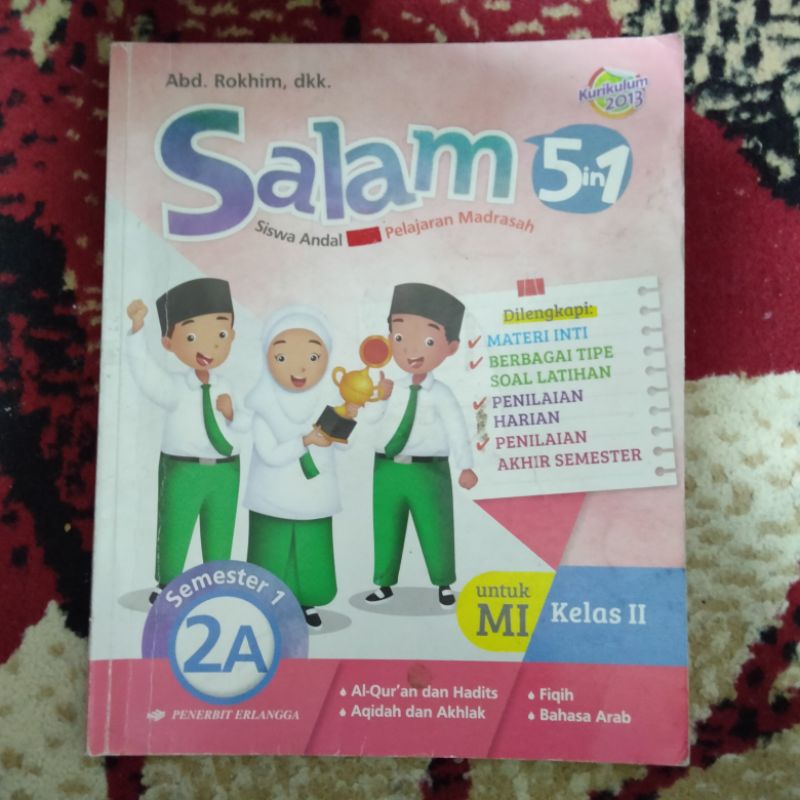 Abd. Rokhim, dkk.
Kurikulum
2013
Salam 5in1
Siswa Andal Pelajaran Madrasah
Dilengkapi:
MATERI INTI
BERBAGAI TIPE
SOAL LATIHAN
PENILAIAN
HARIAN
PENILAIAN
AKHIR SEMESTER
Semester 1
2A
untuk
MI
Kelas II
PENERBIT ERLANGGA
Al-Qur'an dan Hadits
Aqidah dan Akhlak
Fiqih
Bahasa Arab